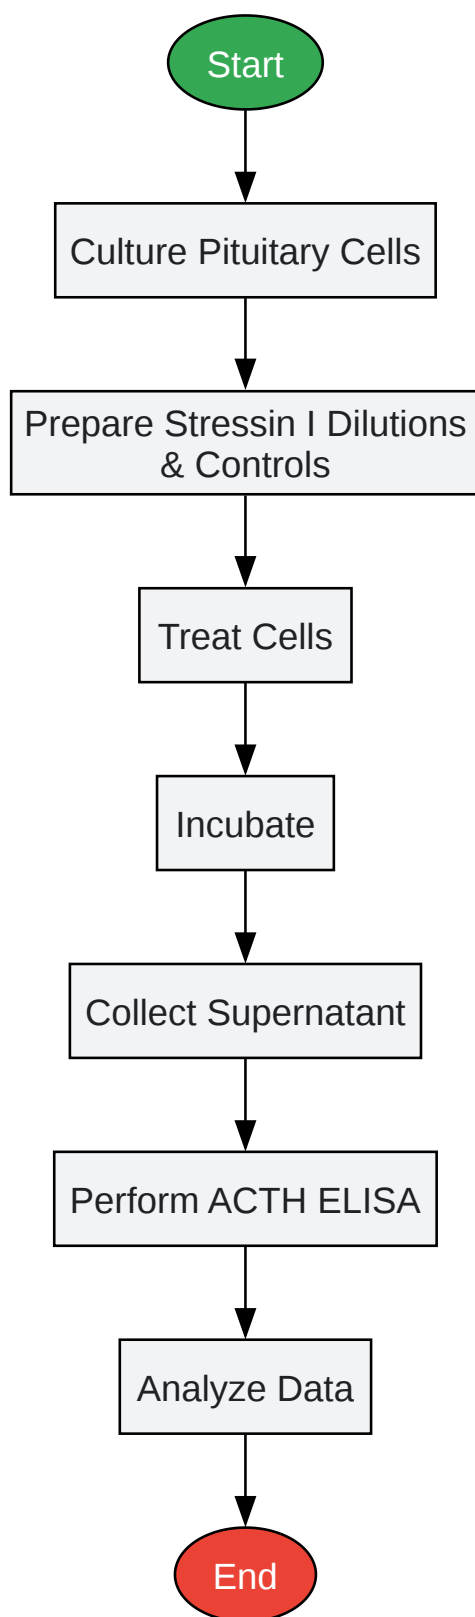 Start
Culture Pituitary Cells
Prepare Stressin I Dilutions
& Controls
Treat Cells
Incubate
Collect Supernatant
Perform ACTH ELISA
Analyze Data
End